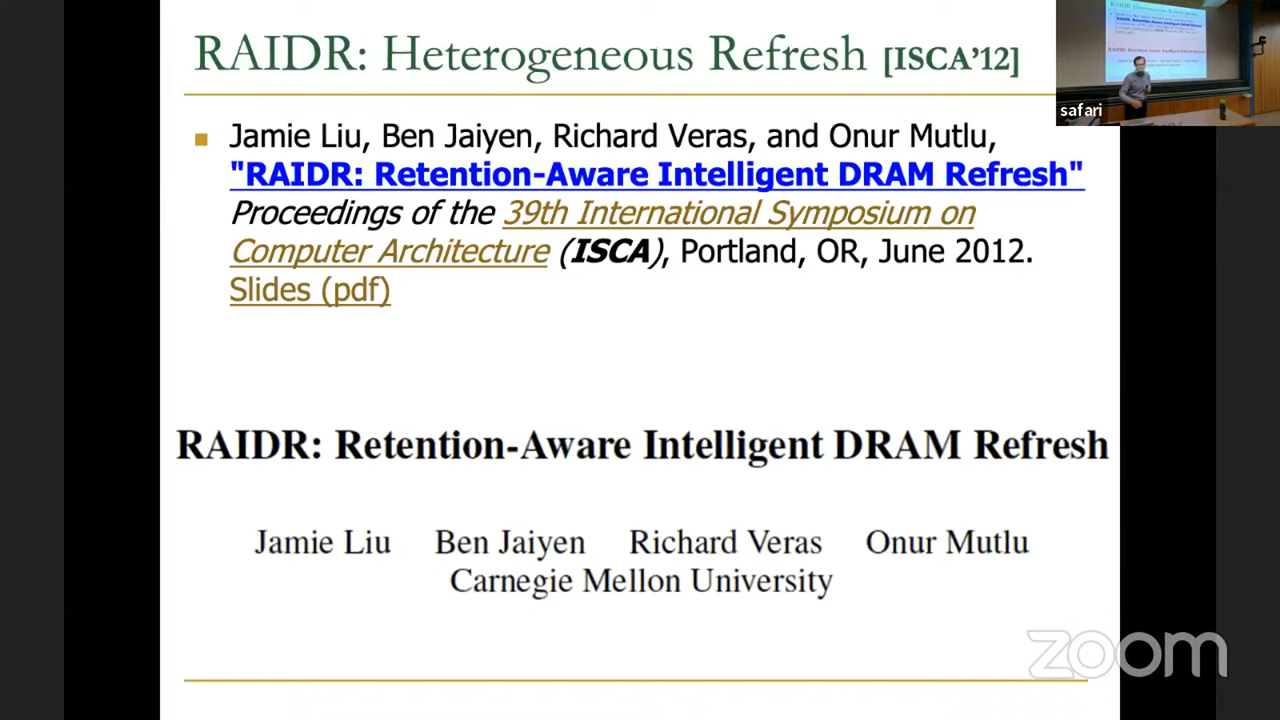 RAIDR: Heterogeneous Refresh [ISCA’12]
Jamie Liu, Ben Jaiyen, Richard Veras, and Onur Mutlu,
"RAIDR: Retention-Aware Intelligent DRAM Refresh"
Proceedings of the 39th International Symposium on
Computer Architecture (ISCA), Portland, OR, June 2012.
Slides (pdf)
RAIDR: Retention-Aware Intelligent DRAM Refresh
Jamie Liu Ben Jaiyen Richard Veras Onur Mutlu
Carnegie Mellon University
safari
zoom